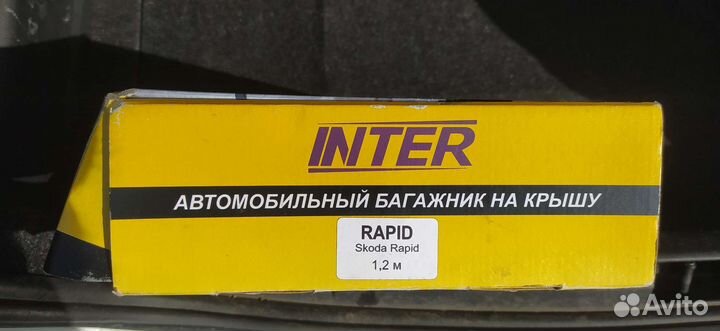 INTER
АВТОМОБИЛЬНЫЙ БАГАЖНИК НА КРЫШУ
RAPID
Skoda Rapid
1,2 м
Avito